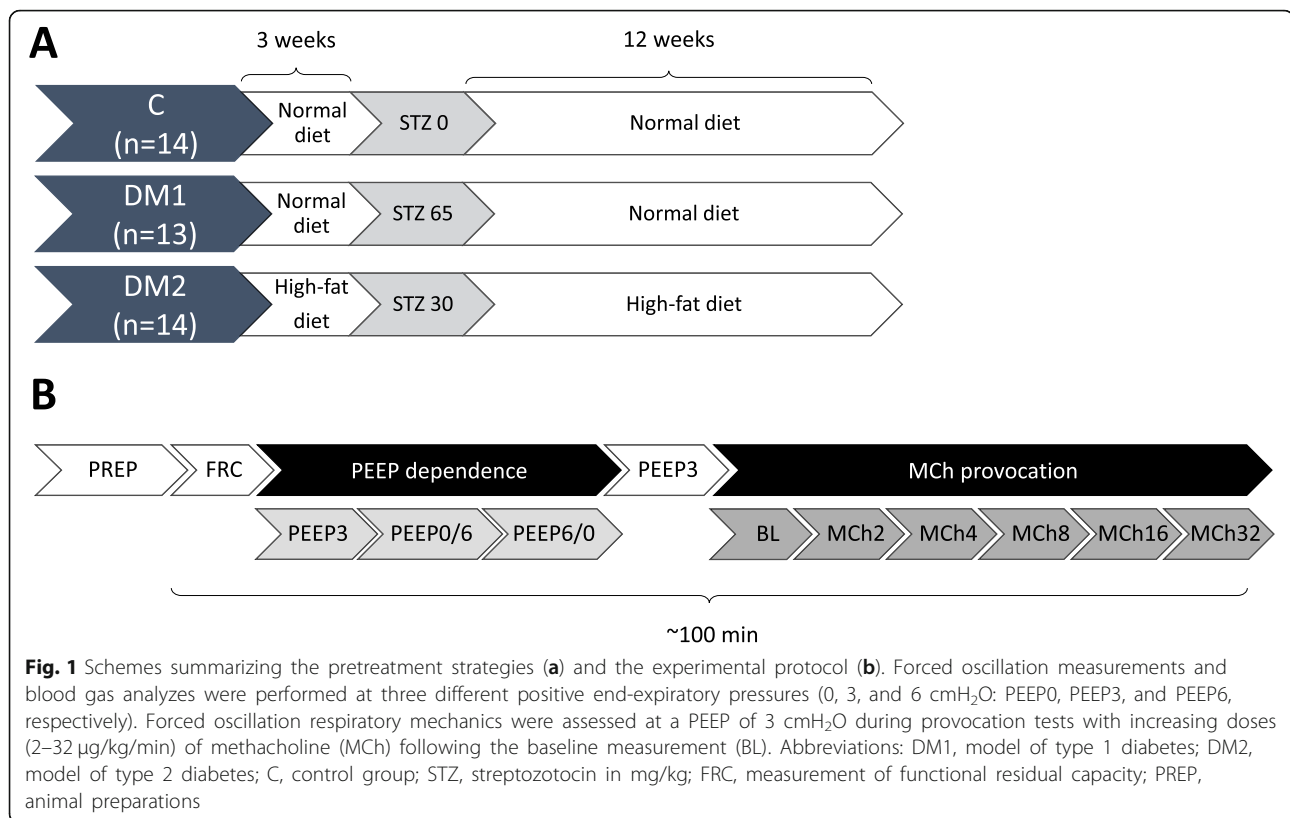 A
3 weeks
12 weeks
C
(n=14)
Normal
diet
STZ 0
Normal diet
DM1
(n=13)
Normal
diet
STZ 65
Normal diet
DM2
(n=14)
High-fat
diet
STZ 30
High-fat diet
B
PREP
FRC
PEEP dependence
PEEP3
MCh provocation
PEEP3
PEEP0/6
PEEP6/0
BL
MCh2
MCh4
MCh8
MCh16
MCh32
~100 min
Fig. 1 Schemes summarizing the pretreatment strategies (a) and the experimental protocol (b). Forced oscillation measurements and
blood gas analyzes were performed at three different positive end-expiratory pressures (0, 3, and 6 cmH₂O: PEEP0, PEEP3, and PEEP6,
respectively). Forced oscillation respiratory mechanics were assessed at a PEEP of 3 cmH₂O during provocation tests with increasing doses
(2–32 μg/kg/min) of methacholine (MCh) following the baseline measurement (BL). Abbreviations: DM1, model of type 1 diabetes; DM2,
model of type 2 diabetes; C, control group; STZ, streptozotocin in mg/kg; FRC, measurement of functional residual capacity; PREP,
animal preparations